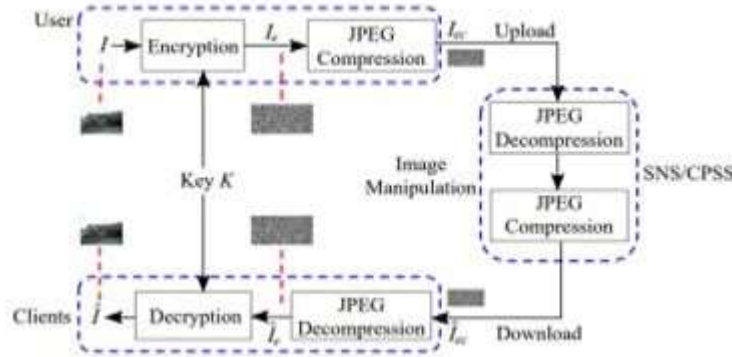 User
I
Encryption
Iₑ
JPEG
Compression
Iₑc
Upload
JPEG
Decompression
Image
Manipulation
SNS/CPSS
JPEG
Compression
Key K
Clients
Î
Decryption
Îₑ
JPEG
Decompression
Îₑc
Download